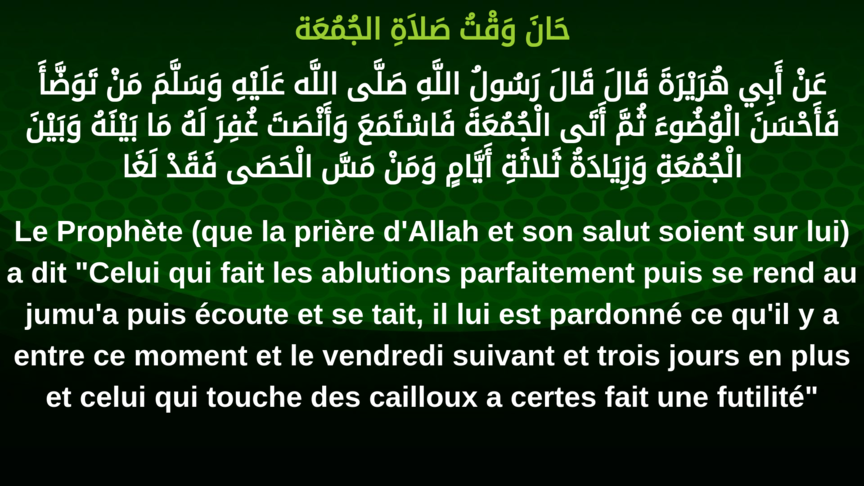 حَانَ وَقْتُ صَلاَةِ الجُمُعَة
عَنْ أَبِي هُرَيْرَةَ قَالَ قَالَ رَسُولُ اللَّهِ صَلَّى اللَّه عَلَيْهِ وَسَلَّمَ مَنْ تَوَضَّأَ
فَأَحْسَنَ الْوُضُوءَ ثُمَّ أَتَى الْجُمُعَةَ فَاسْتَمَعَ وَأَنْصَتَ غُفِرَ لَهُ مَا بَيْنَهُ وَبَيْنَ
الْجُمُعَةِ وَزِيَادَةُ ثَلاثَةِ أَيَّامٍ وَمَنْ مَسَّ الْحَصَى فَقَدْ لَغَا
Le Prophète (que la prière d'Allah et son salut soient sur lui)
a dit "Celui qui fait les ablutions parfaitement puis se rend au
jumu'a puis écoute et se tait, il lui est pardonné ce qu'il y a
entre ce moment et le vendredi suivant et trois jours en plus
et celui qui touche des cailloux a certes fait une futilité"